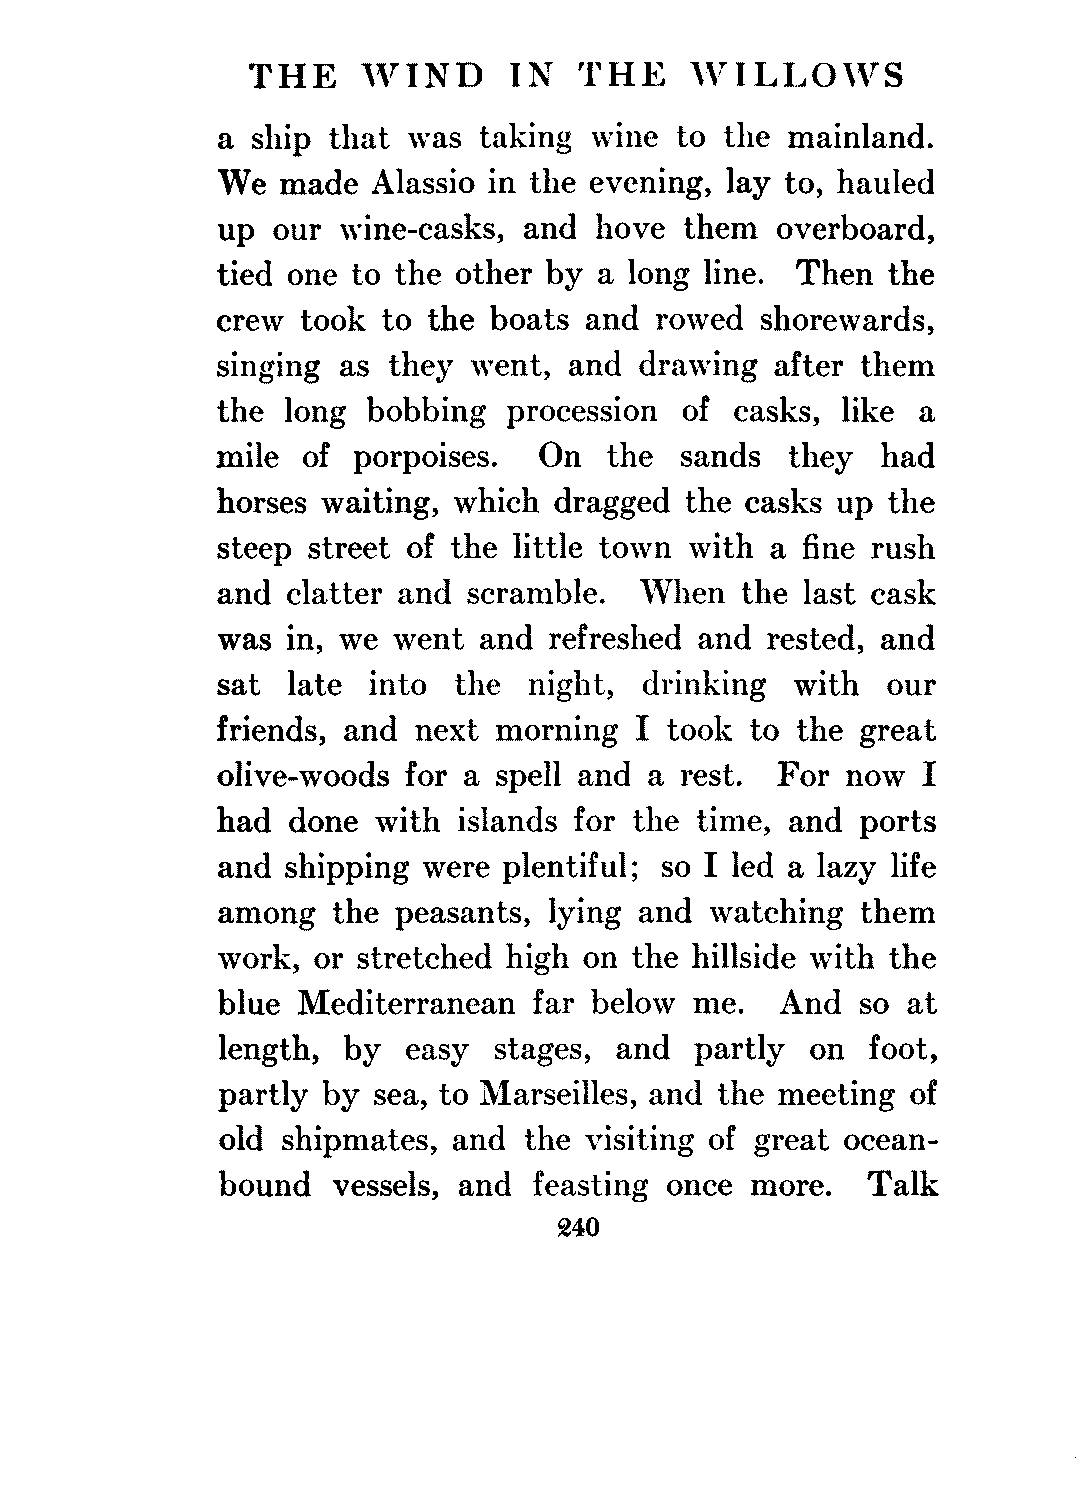 THE WIND IN THE WILLOWS
a ship that was taking wine to the mainland.
We made Alassio in the evening, lay to, hauled
up our wine-casks, and hove them overboard,
tied one to the other by a long line. Then the
crew took to the boats and rowed shorewards,
singing as they went, and drawing after them
the long bobbing procession of casks, like a
mile of porpoises. On the sands they had
horses waiting, which dragged the casks up the
steep street of the little town with a fine rush
and clatter and scramble. When the last cask
was in, we went and refreshed and rested, and
sat late into the night, drinking with our
friends, and next morning I took to the great
olive-woods for a spell and a rest. For now I
had done with islands for the time, and ports
and shipping were plentiful; so I led a lazy life
among the peasants, lying and watching them
work, or stretched high on the hillside with the
blue Mediterranean far below me. And so at
length, by easy stages, and partly on foot,
partly by sea, to Marseilles, and the meeting of
old shipmates, and the visiting of great ocean-
bound vessels, and feasting once more. Talk
240